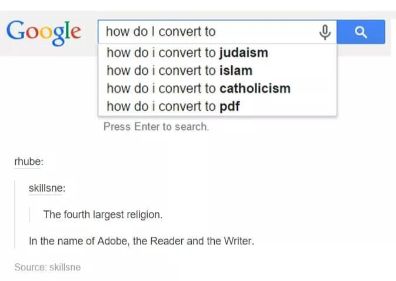 Google
how do I convert to
how do i convert to judaism
how do i convert to islam
how do i convert to catholicism
how do i convert to pdf
Press Enter to search.
rhube:
skillsne:
The fourth largest religion.
In the name of Adobe, the Reader and the Writer.
Source: skillsne